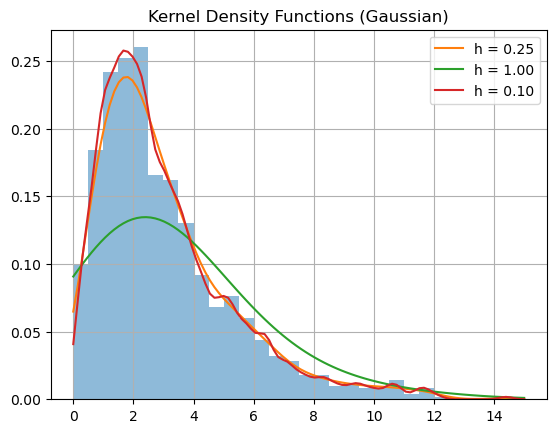 Kernel Density Functions (Gaussian)
h = 0.25
h = 1.00
h = 0.10
0.25
0.20
0.15
0.10
0.05
0.00
0 2 4 6 8 10 12 14